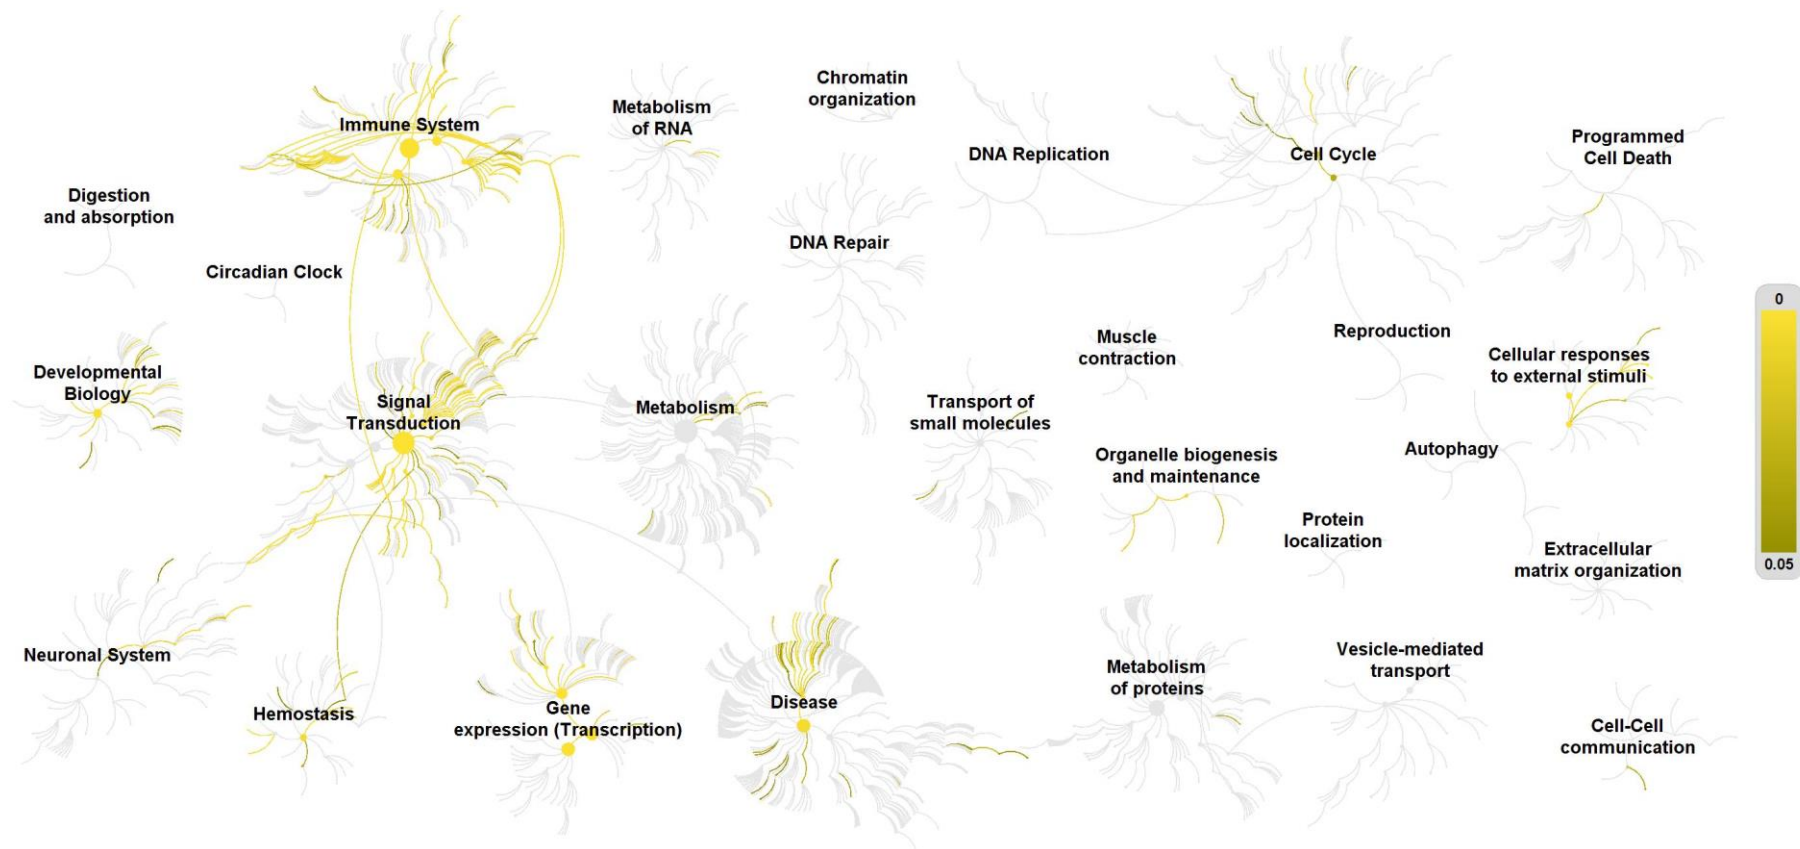 Chromatin
organization
Immune System
Metabolism
of RNA
DNA Replication
Cell Cycle
Programmed
Cell Death
Digestion
and absorption
DNA Repair
Circadian Clock
0
Developmental
Biology
Signal
Transduction
Metabolism
Transport of
small molecules
Muscle
contraction
Reproduction
Cellular responses
to external stimuli
Organelle biogenesis
and maintenance
Autophagy
Protein
localization
Extracellular
matrix organization
0.05
Neuronal System
Hemostasis
Gene
expression (Transcription)
Disease
Metabolism
of proteins
Vesicle-mediated
transport
Cell-Cell
communication